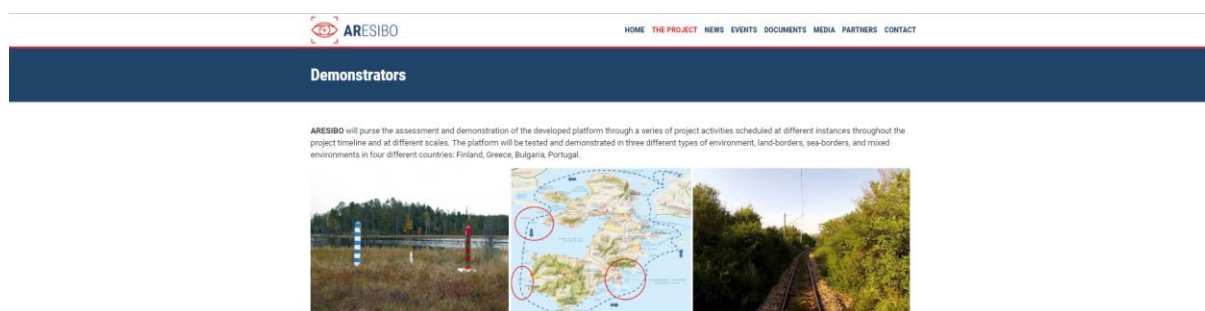 ARESIBO
HOME THE PROJECT NEWS EVENTS DOCUMENTS MEDIA PARTNERS CONTACT
Demonstrators
ARESIBO will purse the assessment and demonstration of the developed platform through a series of project activities scheduled at different instances throughout the
project timeline and at different scales. The platform will be tested and demonstrated in three different types of environment, land-borders, sea-borders, and mixed
environments in four different countries: Finland, Greece, Bulgaria, Portugal.